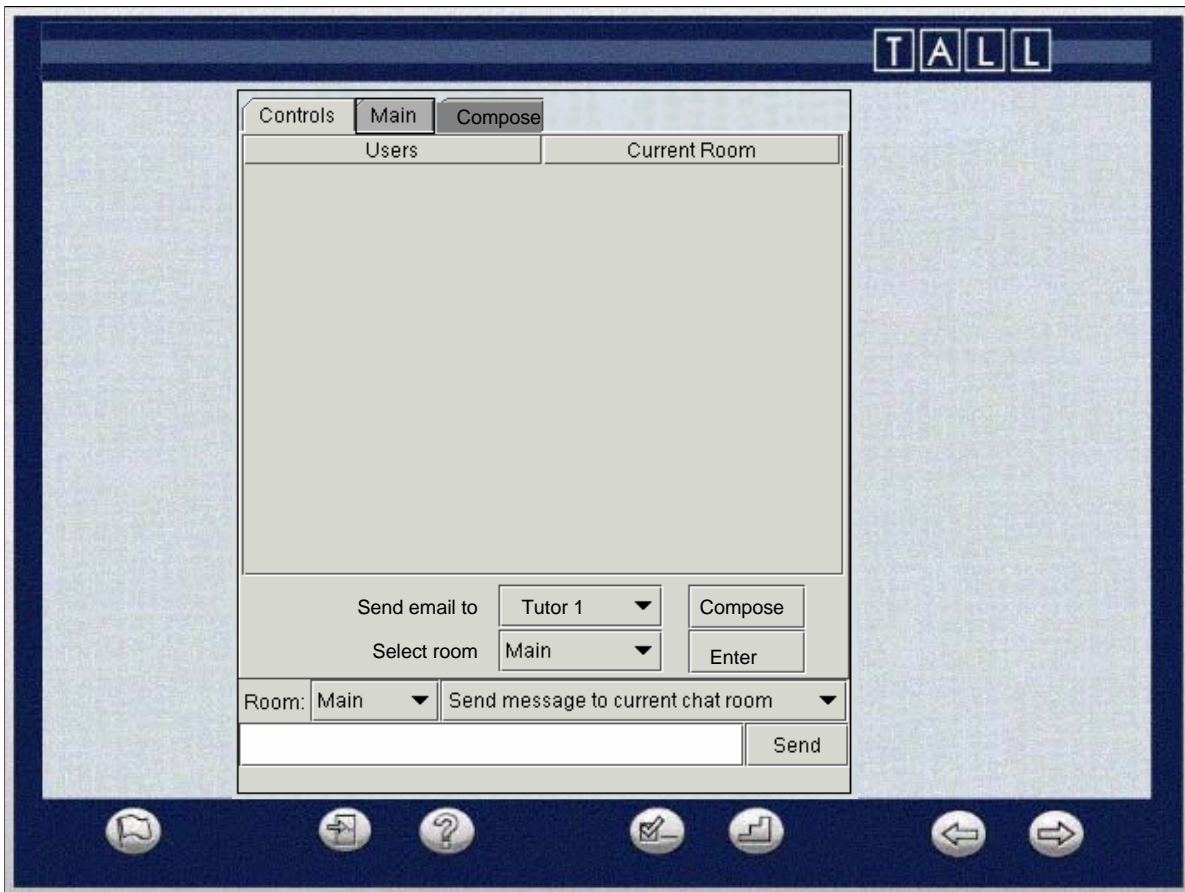 TALL
Controls Main Compose
Users Current Room
Send email to Tutor 1 Compose
Select room Main Enter
Room: Main Send message to current chat room
Send
?